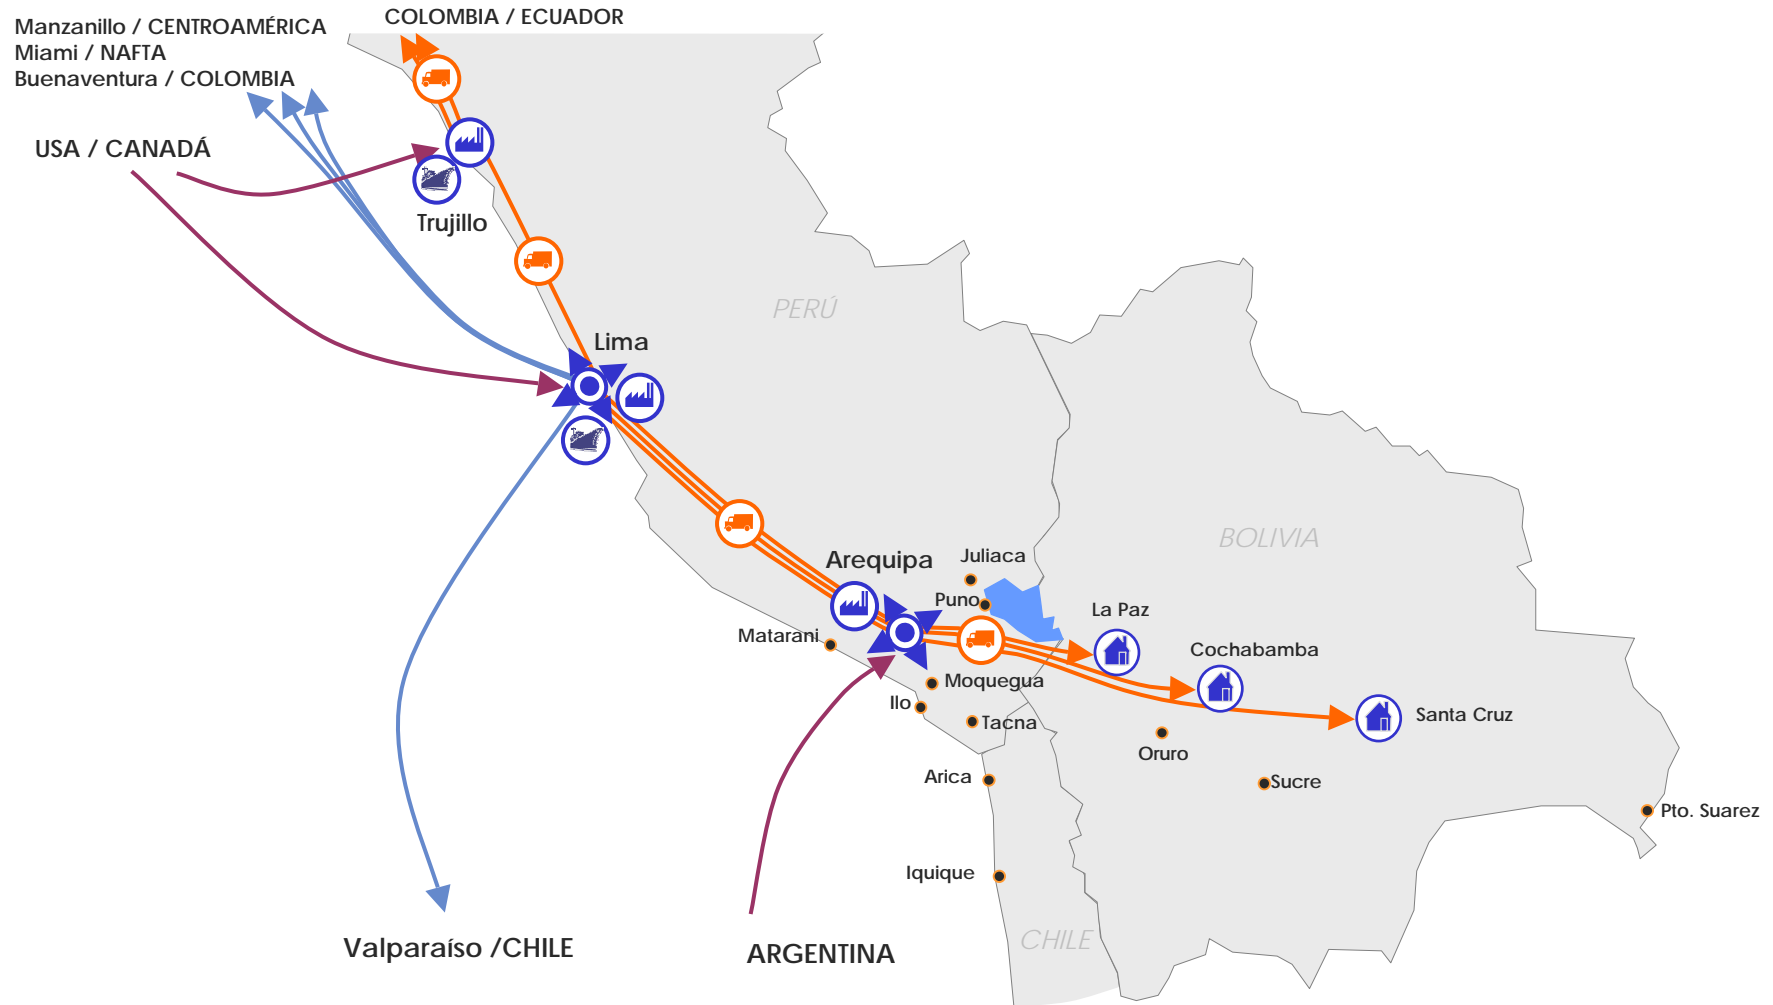 COLOMBIA / ECUADOR
Manzanillo / CENTROAMÉRICA
Miami / NAFTA
Buenaventura / COLOMBIA
USA / CANADÁ
Trujillo
PERÚ
Lima
BOLIVIA
Arequipa
Juliaca
Puno
La Paz
Matarani
Cochabamba
Moquegua
Ilo
Tacna
Santa Cruz
Oruro
Arica
Sucre
Pto. Suarez
Iquique
CHILE
Valparaíso /CHILE
ARGENTINA